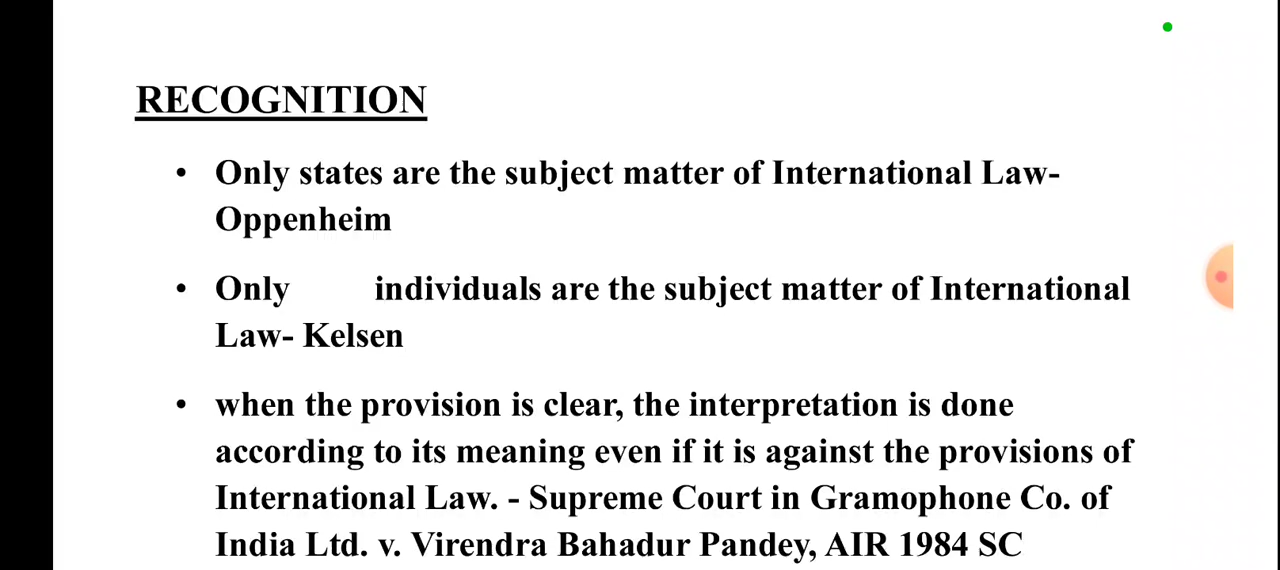 RECOGNITION
• Only states are the subject matter of International Law-
Oppenheim
• Only individuals are the subject matter of International
Law- Kelsen
• when the provision is clear, the interpretation is done
according to its meaning even if it is against the provisions of
International Law. - Supreme Court in Gramophone Co. of
India Ltd. v. Virendra Bahadur Pandey, AIR 1984 SC